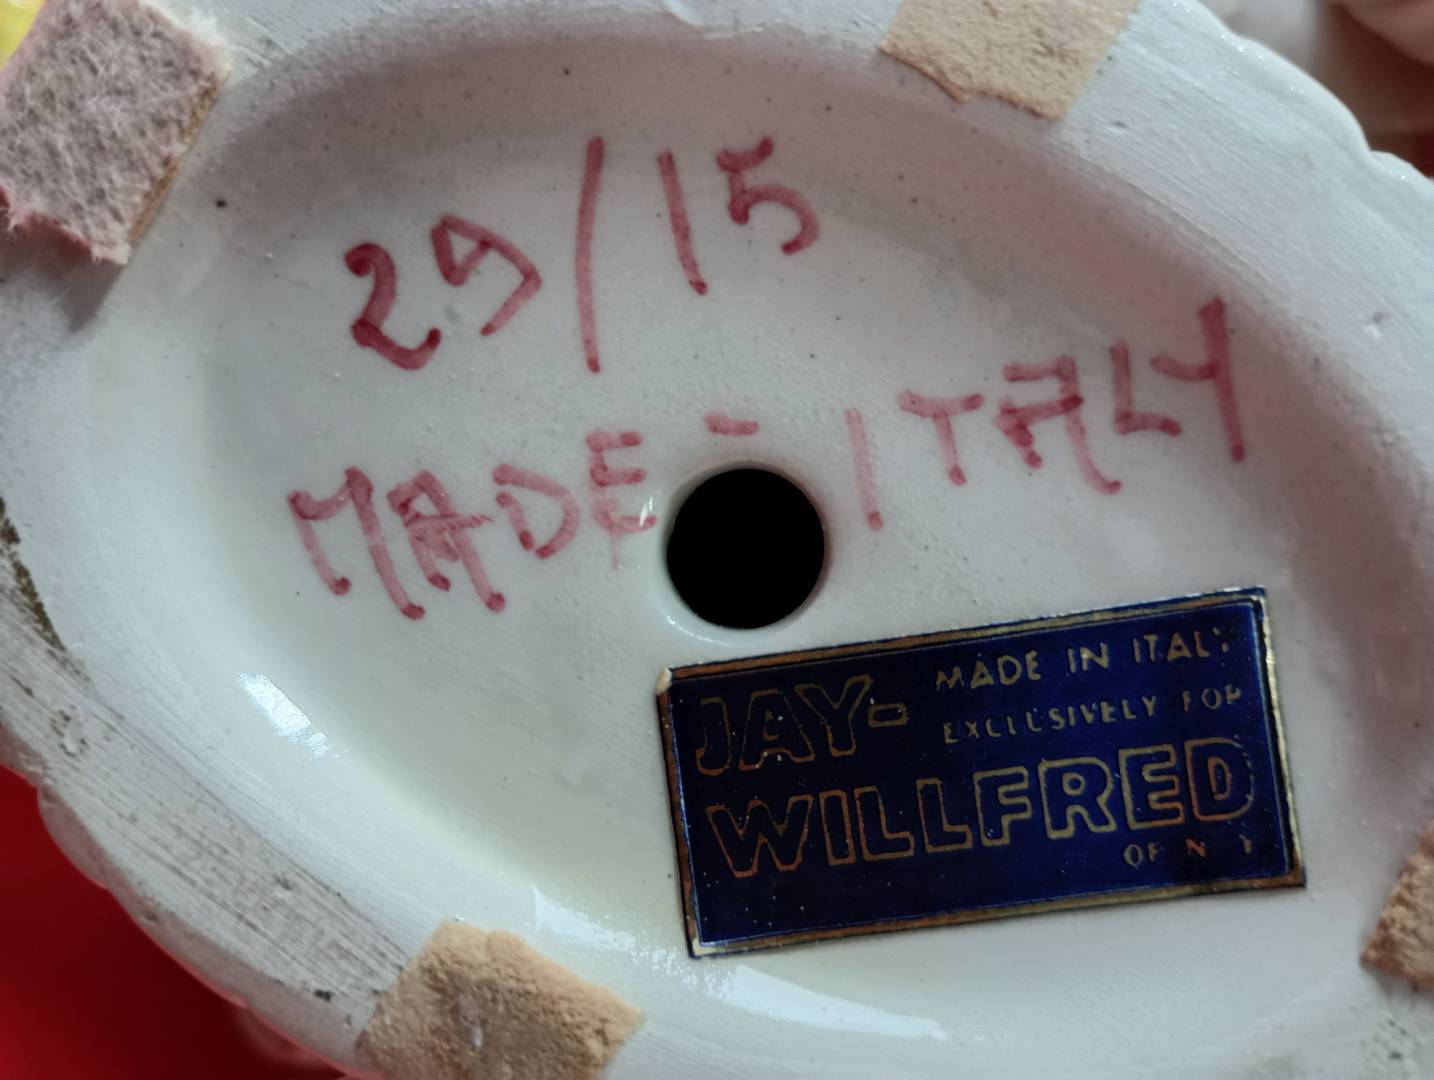 29/15
MADE - ITALY
JAY- MADE IN ITALY
EXCLUSIVELY FOR
WILLFRED
OF N Y